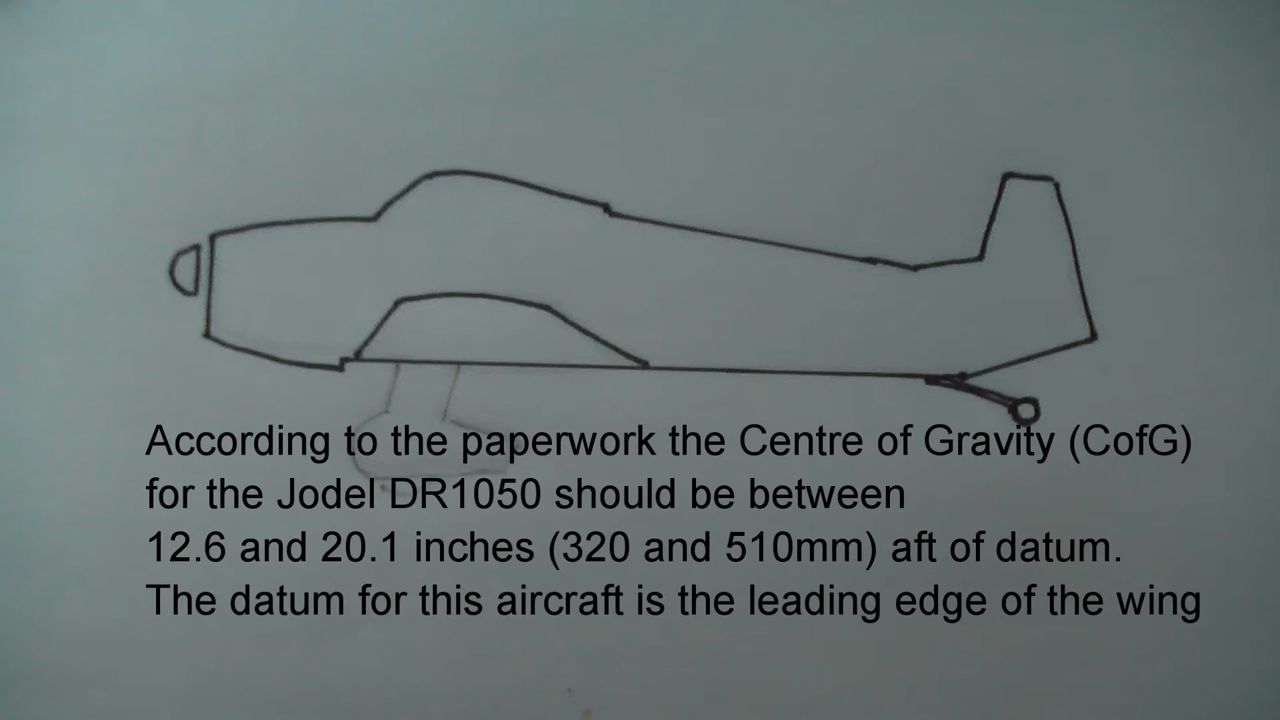 According to the paperwork the Centre of Gravity (CofG)
for the Jodel DR1050 should be between
12.6 and 20.1 inches (320 and 510mm) aft of datum.
The datum for this aircraft is the leading edge of the wing